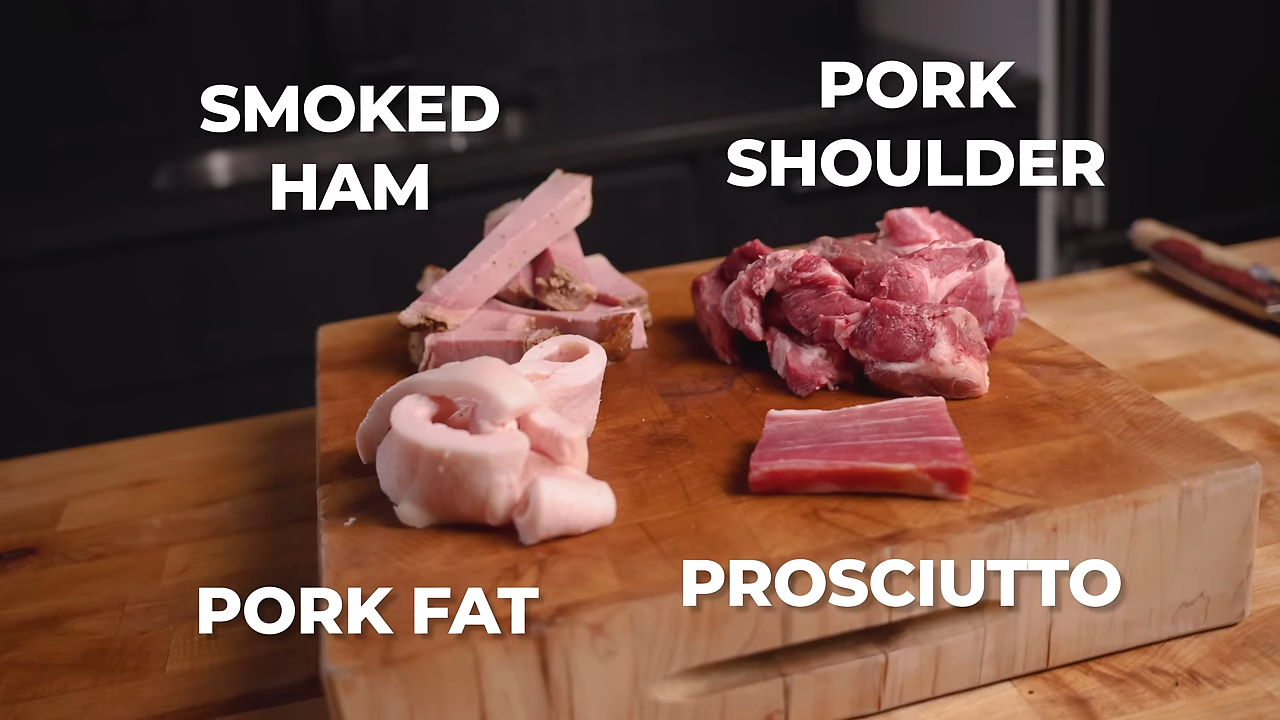 SMOKED
HAM
PORK
SHOULDER
PORK FAT
PROSCIUTTO